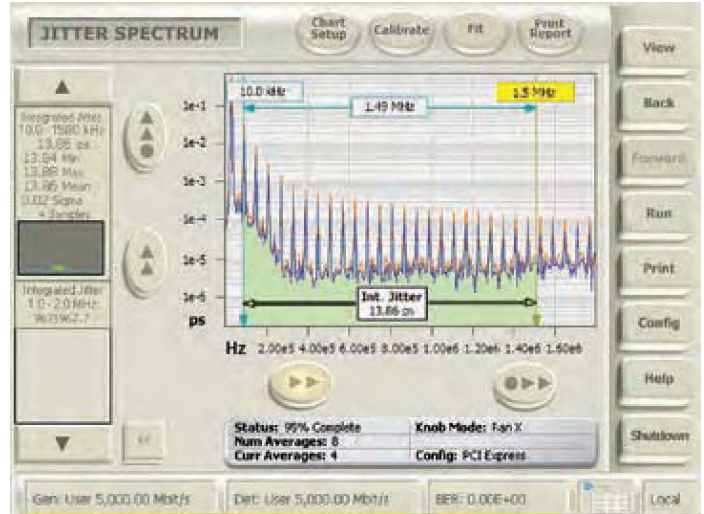 JITTER SPECTRUM
Chart Setup
Calibrate
Fit
Print Report
View
Back
Forward
Run
Print
Config
Help
Shutdown
Integrated Jitter
13.86 ps
13.84 Min
13.88 Max
13.86 Mean
0.02 Sigma
Integrated Jitter
1.0 - 2.0 MHz
10.0 kHz
1.49 MHz
1.5 MHz
1e-1
1e-2
1e-3
1e-4
1e-5
1e-6
ps
Int. Jitter
13.86 ps
Hz 2.00e5 4.00e5 6.00e5 8.00e5 1.00e6 1.20e6 1.40e6 1.60e6
Status: 95% Complete
Num Averages: 8
Curr Averages: 4
Knob Mode: Pan X
Config: PCI Express
Gen: User 5,000.00 Mbit/s
Det: User 5,000.00 Mbit/s
BER: 0.00E+00
Local